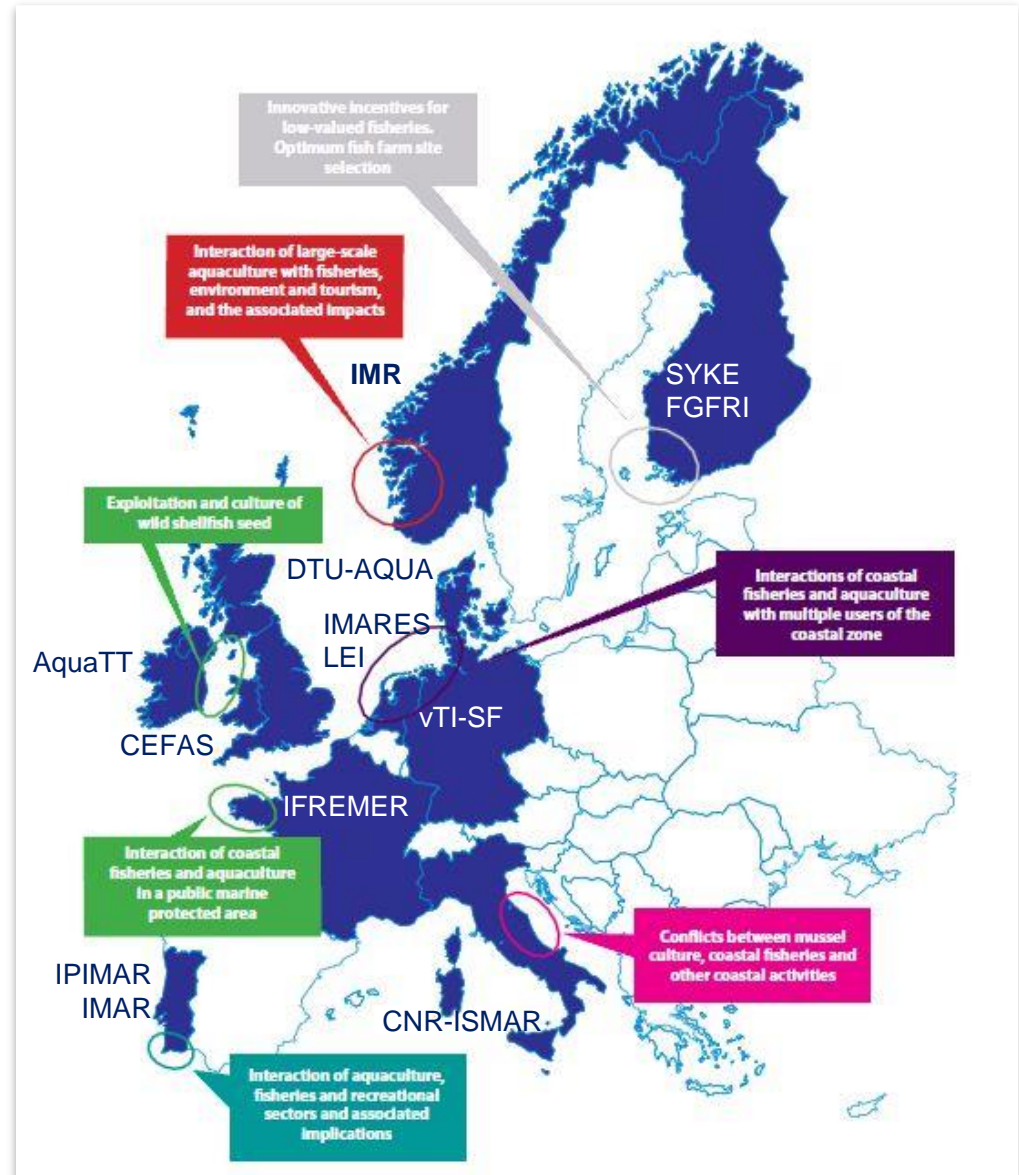 Innovative incentives for
low-valued fisheries.
Optimum fish farm site
selection
Interaction of large-scale
aquaculture with fisheries,
environment and tourism,
and the associated impacts
IMR
SYKE
FGFRI
Exploitation and culture of
wild shellfish seed
DTU-AQUA
Interactions of coastal
fisheries and aquaculture
with multiple users of the
coastal zone
IMARES
LEI
AquaTT
vTI-SF
CEFAS
IFREMER
Interaction of coastal
fisheries and aquaculture
in a public marine
protected area
Conflicts between mussel
culture, coastal fisheries and
other coastal activities
IPIMAR
IMAR
CNR-ISMAR
Interaction of aquaculture,
fisheries and recreational
sectors and associated
implications